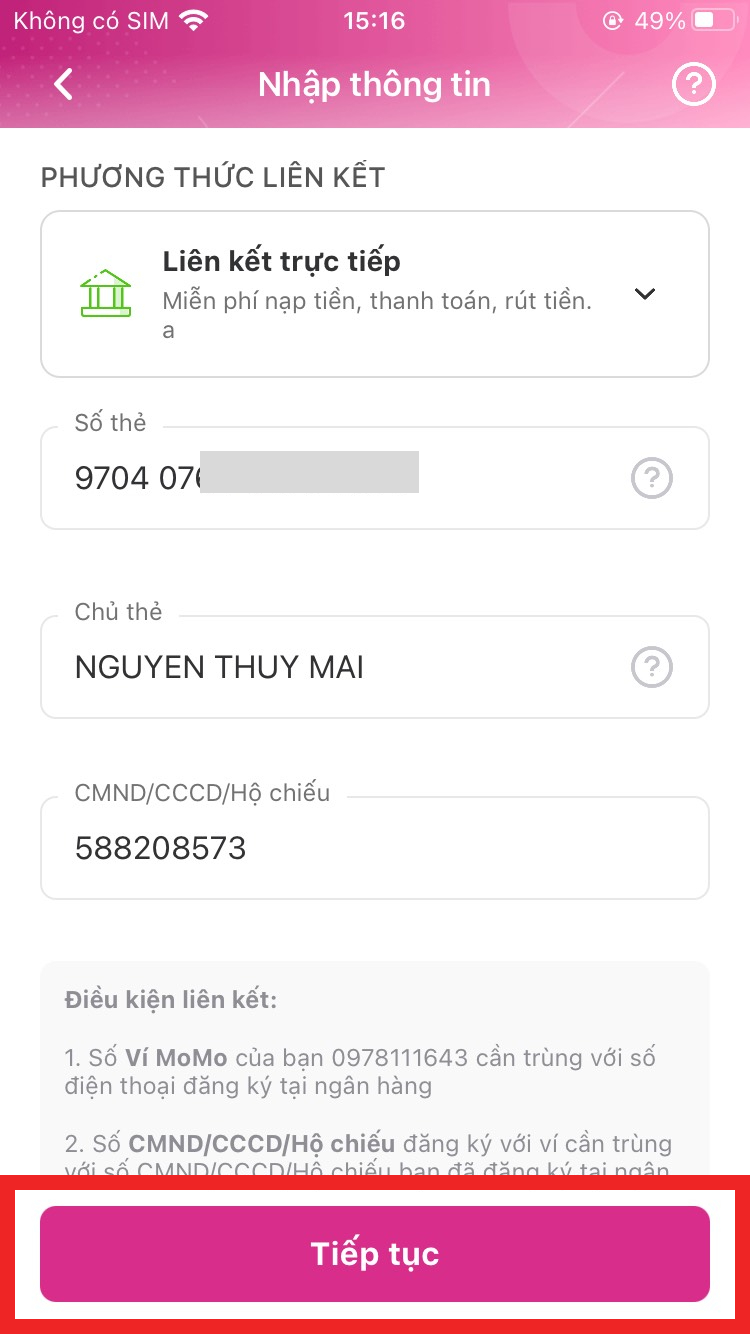 Không có SIM 15:16 49%
Nhập thông tin
PHƯƠNG THỨC LIÊN KẾT
Liên kết trực tiếp
Miễn phí nạp tiền, thanh toán, rút tiền.
a
Số thẻ
9704 076
Chủ thẻ
NGUYEN THUY MAI
CMND/CCCD/Hộ chiếu
588208573
Điều kiện liên kết:
1. Số Ví MoMo của bạn 0978111643 cần trùng với số
điện thoại đăng ký tại ngân hàng
2. Số CMND/CCCD/Hộ chiếu đăng ký với ví cần trùng
với số CMND/CCCD/Hộ chiếu bạn đã đăng ký tại ngân
Tiếp tục